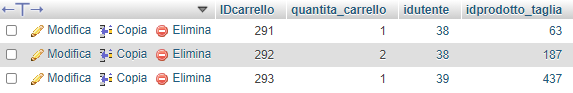 IDcarrello quantita_carrello idutente idprodotto_taglia
Modifica Copia Elimina 291 1 38 63
Modifica Copia Elimina 292 2 38 187
Modifica Copia Elimina 293 1 39 437